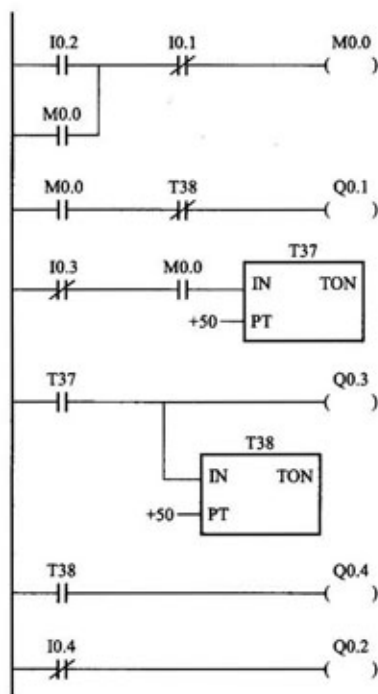 I0.2 I0.1 M0.0
M0.0
M0.0 T38 Q0.1
I0.3 M0.0 T37
IN TON
+50 PT
T37 Q0.3
T38
IN TON
+50 PT
T38 Q0.4
I0.4 Q0.2